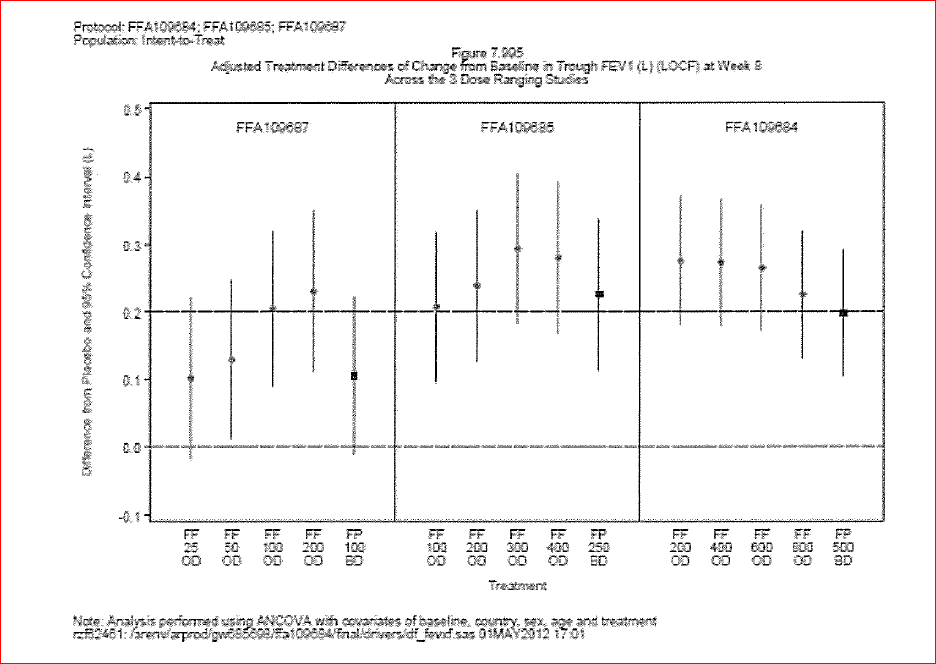 Protocol: FFA109684; FFA109685; FFA109687
Population: Intent-to-Treat
Figure 7.995
Adjusted Treatment Differences of Change from Baseline in Trough FEV1 (L) (LOCF) at Week 8
Across the 3 Dose Ranging Studies
FFA109687 FFA109685 FFA109684
Difference from Placebo and 95% Confidence Interval (L)
0.5
0.4
0.3
0.2
0.1
0.0
-0.1
FF FF FF FF FP FF FF FF FF FP FF FF FF FF FP
25 50 100 200 100 100 200 300 400 250 200 400 600 800 500
OD OD OD OD BD OD OD OD OD BD OD OD OD OD BD
Treatment
Note: Analysis performed using ANCOVA with covariates of baseline, country, sex, age and treatment
01MAY2012 17:01